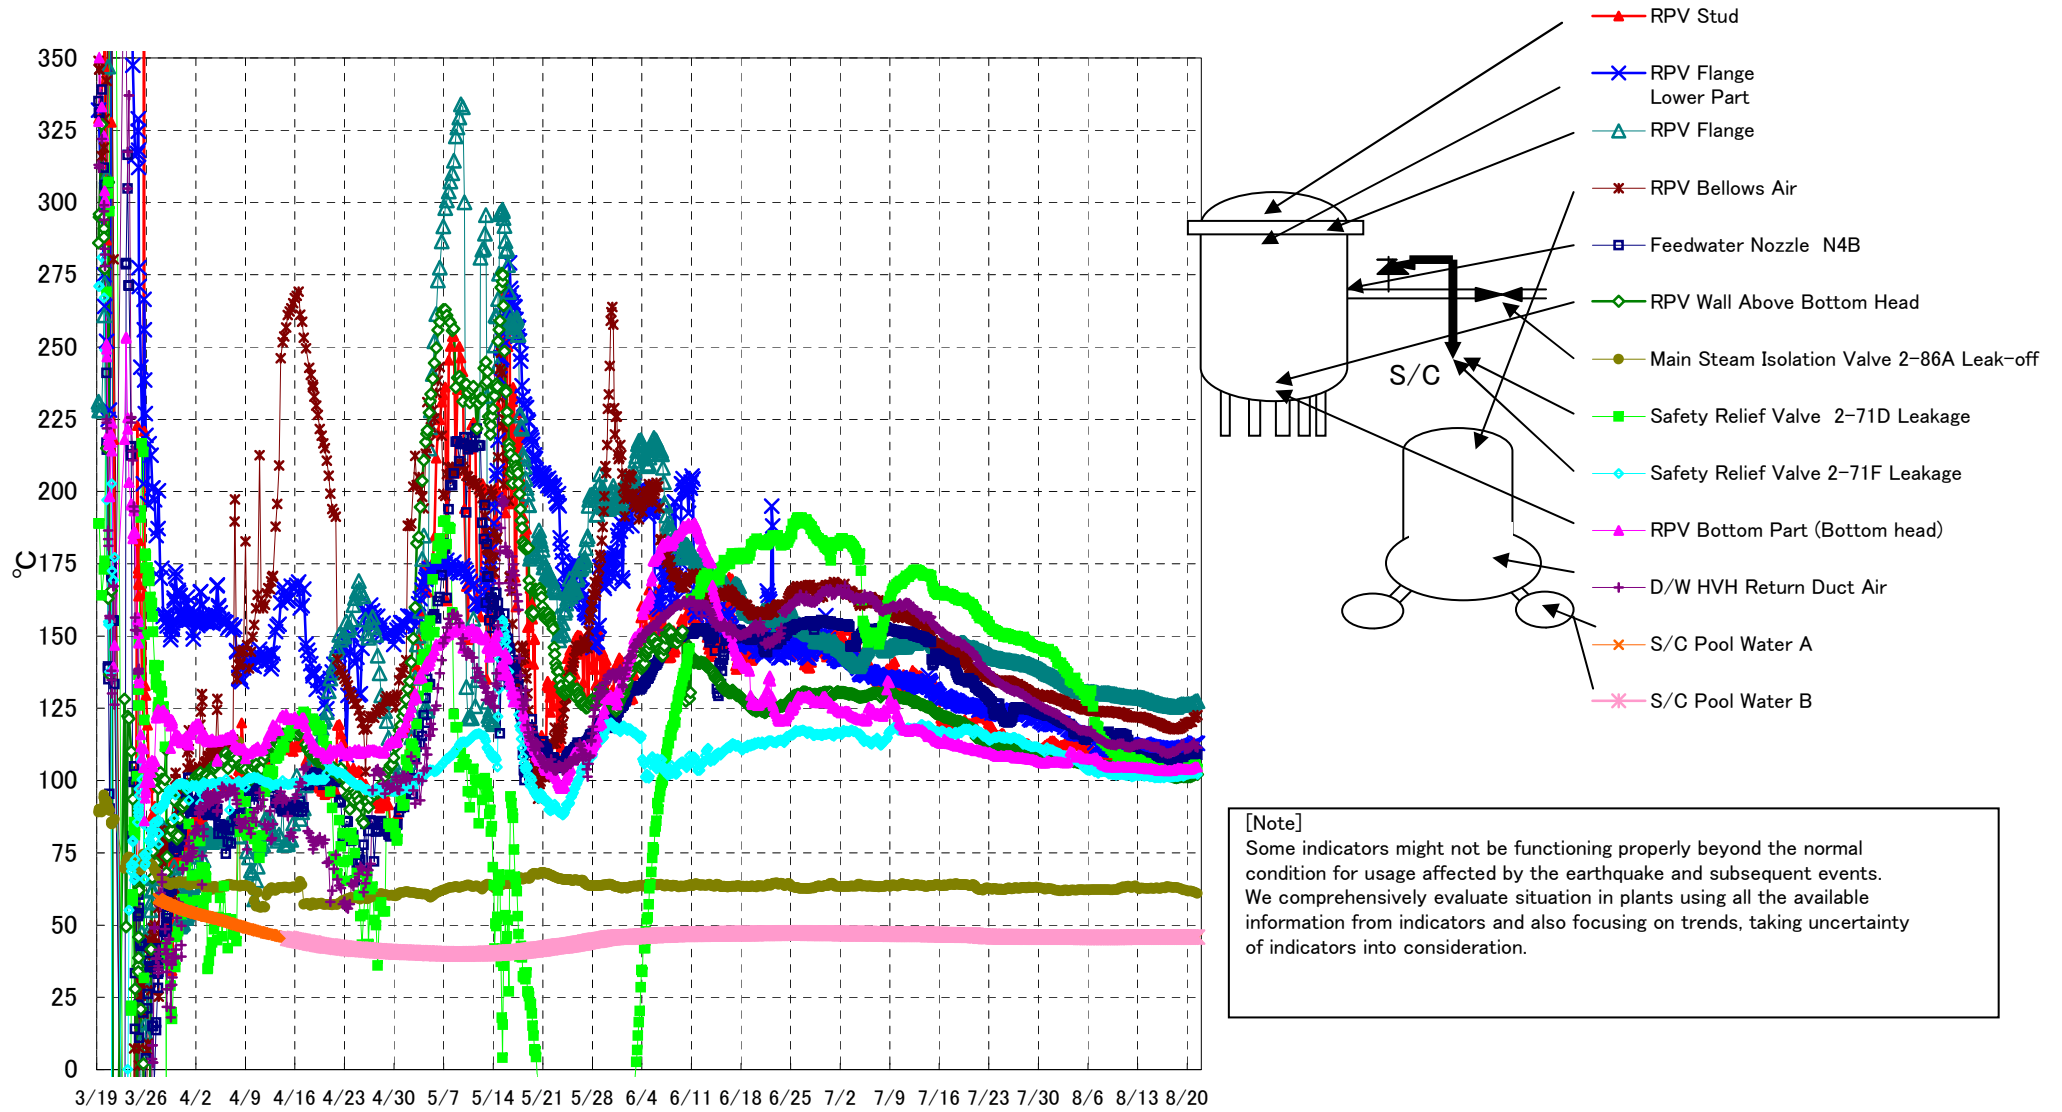 ℃
350
325
300
275
250
225
200
175
150
125
100
75
50
25
0
3/19 3/26 4/2 4/9 4/16 4/23 4/30 5/7 5/14 5/21 5/28 6/4 6/11 6/18 6/25 7/2 7/9 7/16 7/23 7/30 8/6 8/13 8/20
RPV Stud
RPV Flange
Lower Part
RPV Flange
RPV Bellows Air
Feedwater Nozzle N4B
RPV Wall Above Bottom Head
Main Steam Isolation Valve 2-86A Leak-off
Safety Relief Valve 2-71D Leakage
Safety Relief Valve 2-71F Leakage
RPV Bottom Part (Bottom head)
D/W HVH Return Duct Air
S/C Pool Water A
S/C Pool Water B
S/C
[Note]
Some indicators might not be functioning properly beyond the normal
condition for usage affected by the earthquake and subsequent events.
We comprehensively evaluate situation in plants using all the available
information from indicators and also focusing on trends, taking uncertainty
of indicators into consideration.